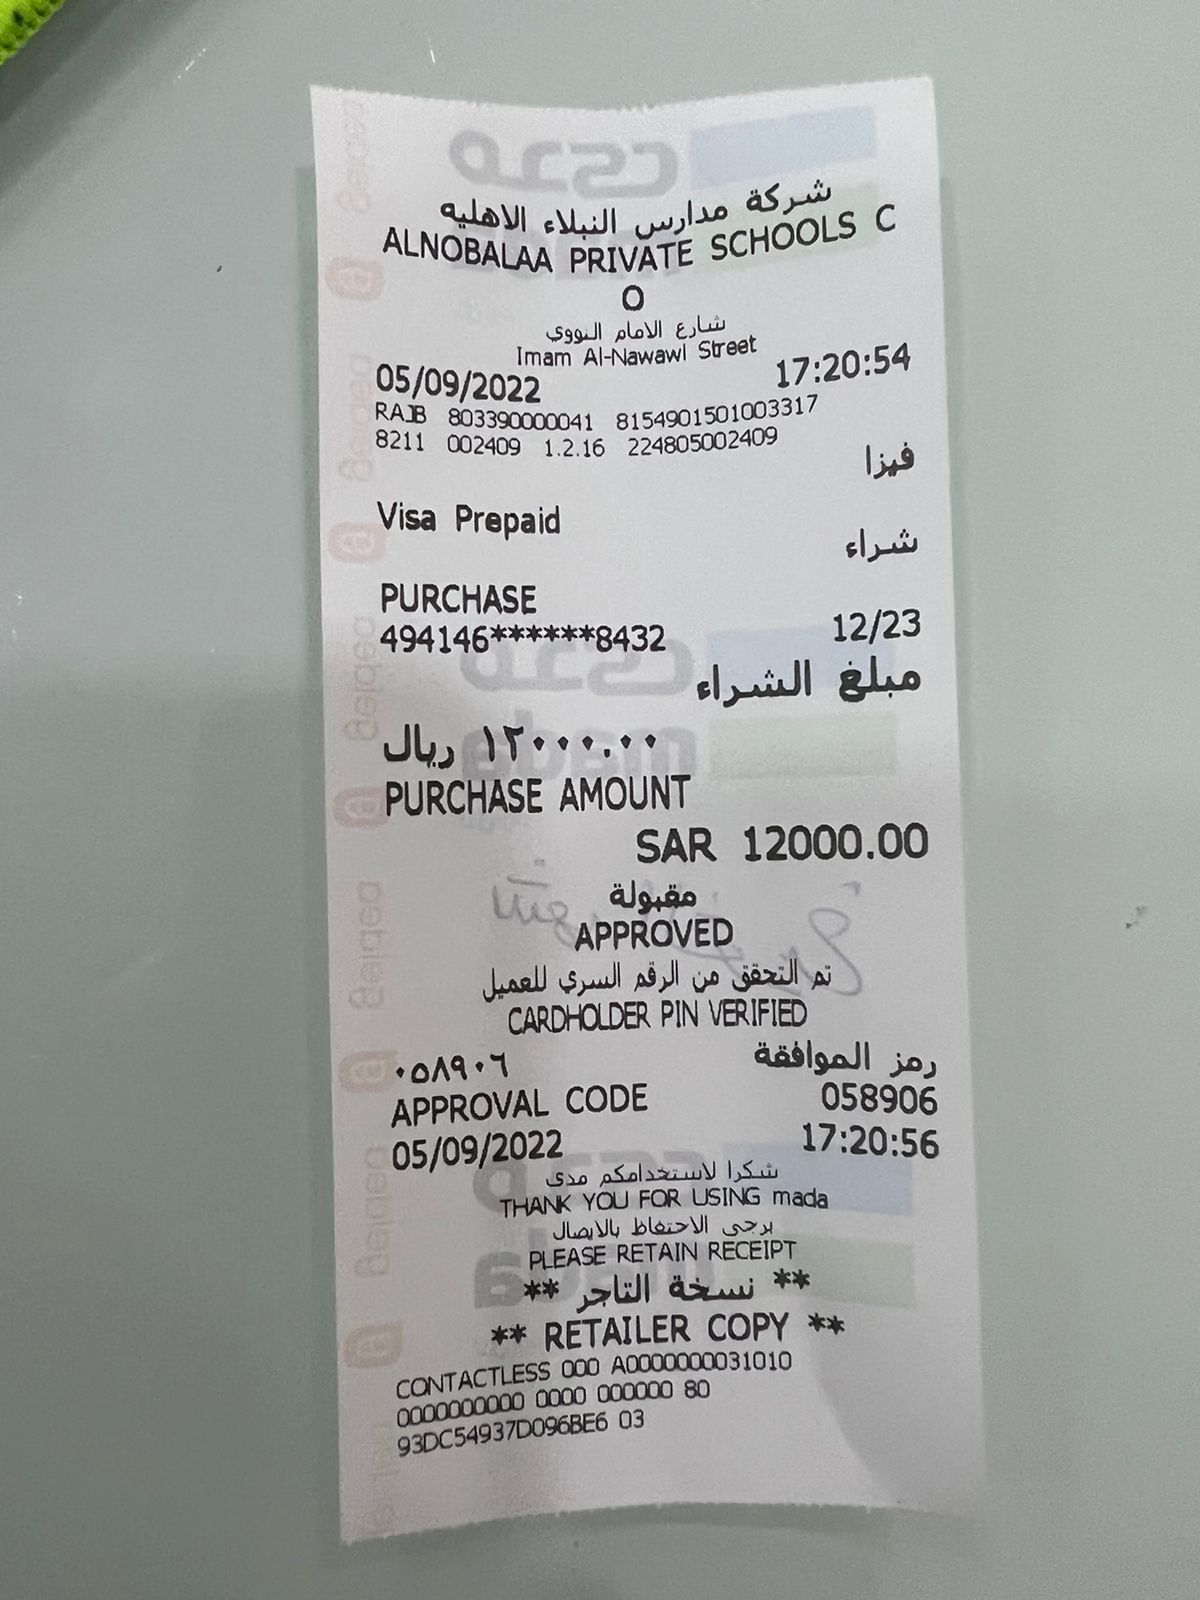 شركة مدارس النبلاء الاهليه
ALNOBALAA PRIVATE SCHOOLS C
O
شارع الامام النووي
Imam Al-Nawawi Street
05/09/2022 17:20:54
RAJB 803390000041 8154901501003317
8211 002409 1.2.16 224805002409
فيزا
Visa Prepaid
شراء
PURCHASE
494146******8432 12/23
مبلغ الشراء
١٢٠٠٠.٠٠ ريال
PURCHASE AMOUNT
SAR 12000.00
مقبولة
APPROVED
تم التحقق من الرقم السري للعميل
CARDHOLDER PIN VERIFIED
رمز الموافقة ٠٥٨٩٠٦
APPROVAL CODE 058906
05/09/2022 17:20:56
شكرا لاستخدامكم مدى
THANK YOU FOR USING mada
يرجى الاحتفاظ بالايصال
PLEASE RETAIN RECEIPT
** نسخة التاجر **
** RETAILER COPY **
CONTACTLESS 000 A0000000031010
0000000000 0000 000000 80
93DC54937D096BE6 03